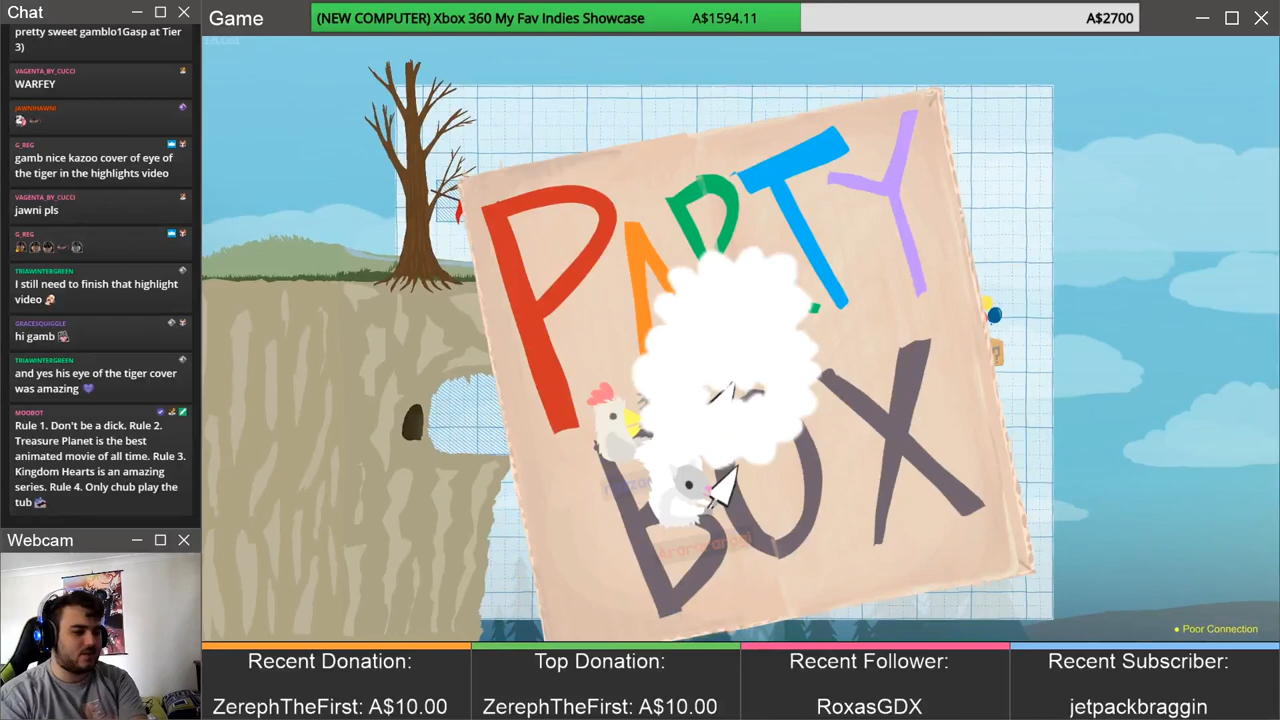 Chat
Game
(NEW COMPUTER) Xbox 360 My Fav Indies Showcase
A$1594.11
A$2700
pretty sweet gamblo1Gasp at Tier
3)
VAGENTA_BY_CUCCI
WARFEY
JAWNIHAWNI
G_REG
gamb nice kazoo cover of eye of
the tiger in the highlights video
VAGENTA_BY_CUCCI
jawni pls
G_REG
TRIAWINTERGREEN
I still need to finish that highlight
video
GRACESQUIGGLE
hi gamb
TRIAWINTERGREEN
and yes his eye of the tiger cover
was amazing
MOOBOT
Rule 1. Don't be a dick. Rule 2.
Treasure Planet is the best
animated movie of all time. Rule 3.
Kingdom Hearts is an amazing
series. Rule 4. Only chub play the
tub
PARTY
BOX
Poor Connection
Webcam
Recent Donation:
ZerephTheFirst: A$10.00
Top Donation:
ZerephTheFirst: A$10.00
Recent Follower:
RoxasGDX
Recent Subscriber:
jetpackbraggin